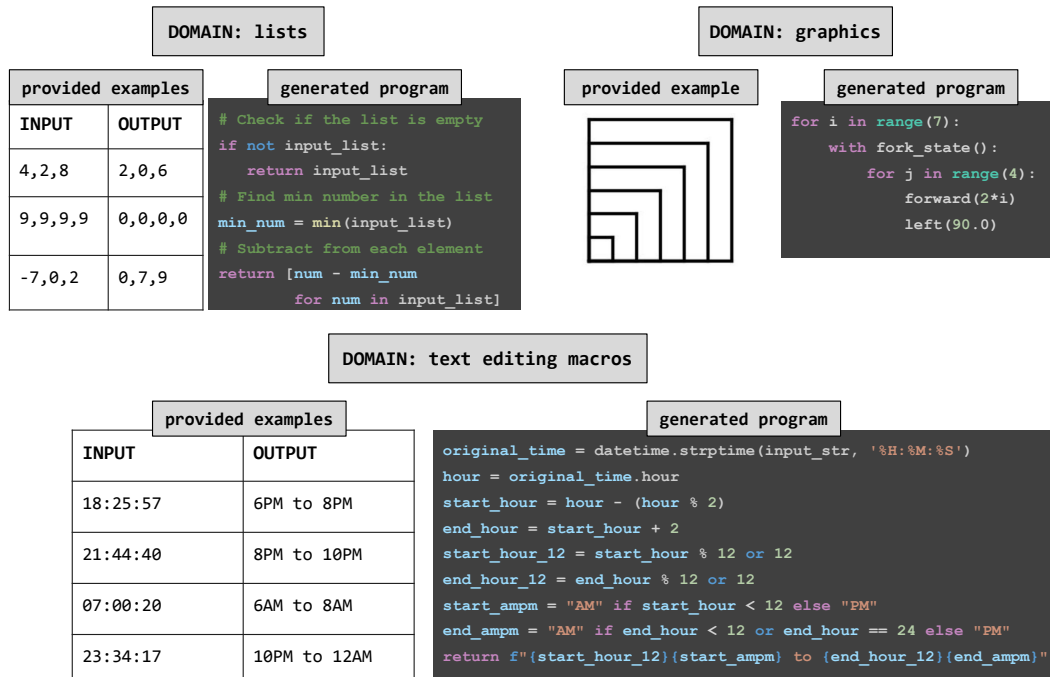 DOMAIN: lists
provided examples
INPUT OUTPUT
4,2,8 2,0,6
9,9,9,9 0,0,0,0
-7,0,2 0,7,9
generated program
# Check if the list is empty
if not input_list:
   return input_list
# Find min number in the list
min_num = min(input_list)
# Subtract from each element
return [num - min_num
        for num in input_list]
DOMAIN: graphics
provided example
generated program
for i in range(7):
    with fork_state():
        for j in range(4):
            forward(2*i)
            left(90.0)
DOMAIN: text editing macros
provided examples
INPUT OUTPUT
18:25:57 6PM to 8PM
21:44:40 8PM to 10PM
07:00:20 6AM to 8AM
23:34:17 10PM to 12AM
generated program
original_time = datetime.strptime(input_str, '%H:%M:%S')
hour = original_time.hour
start_hour = hour - (hour % 2)
end_hour = start_hour + 2
start_hour_12 = start_hour % 12 or 12
end_hour_12 = end_hour % 12 or 12
start_ampm = "AM" if start_hour < 12 else "PM"
end_ampm = "AM" if end_hour < 12 or end_hour == 24 else "PM"
return f"{start_hour_12}{start_ampm} to {end_hour_12}{end_ampm}"